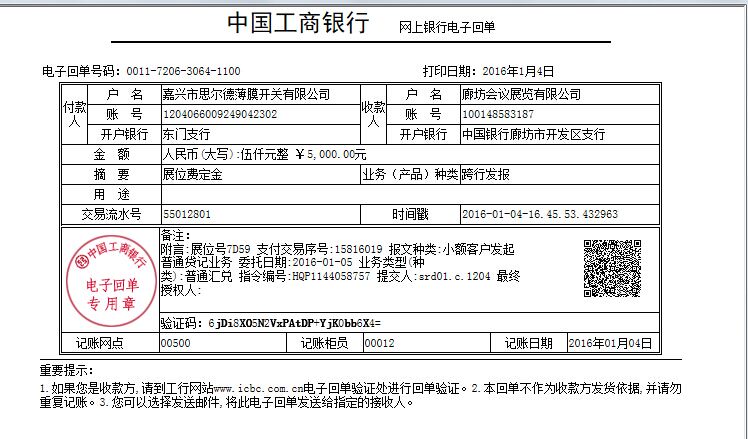 中国工商银行 网上银行电子回单
电子回单号码：0011-7206-3064-1100 打印日期：2016年1月4日
付款人 户 名 嘉兴市思尔德薄膜开关有限公司 收款人 户 名 廊坊会议展览有限公司
账 号 1204066009249042302 账 号 100148583187
开户银行 东门支行 开户银行 中国银行廊坊市开发区支行
金 额 人民币(大写):伍仟元整 ￥5,000.00元
摘 要 展位费定金 业务（产品）种类 跨行发报
用 途
交易流水号 55012801 时间戳 2016-01-04-16.45.53.432963
中国工商银行
电子回单
专用章
备注：
附言:展位号7D59 支付交易序号:15816019 报文种类:小额客户发起
普通贷记业务 委托日期:2016-01-05 业务类型(种
类):普通汇兑 指令编号:HQP1144058757 提交人:srd01.c.1204 最终
授权人:
验证码：6jDi8XO5N2VxPAtDP+YjK0bb6X4=
记账网点 00500 记账柜员 00012 记账日期 2016年01月04日
重要提示：
1.如果您是收款方,请到工行网站www.icbc.com.cn电子回单验证处进行回单验证。2.本回单不作为收款方发货依据,并请勿
重复记账。3.您可以选择发送邮件,将此电子回单发送给指定的接收人。